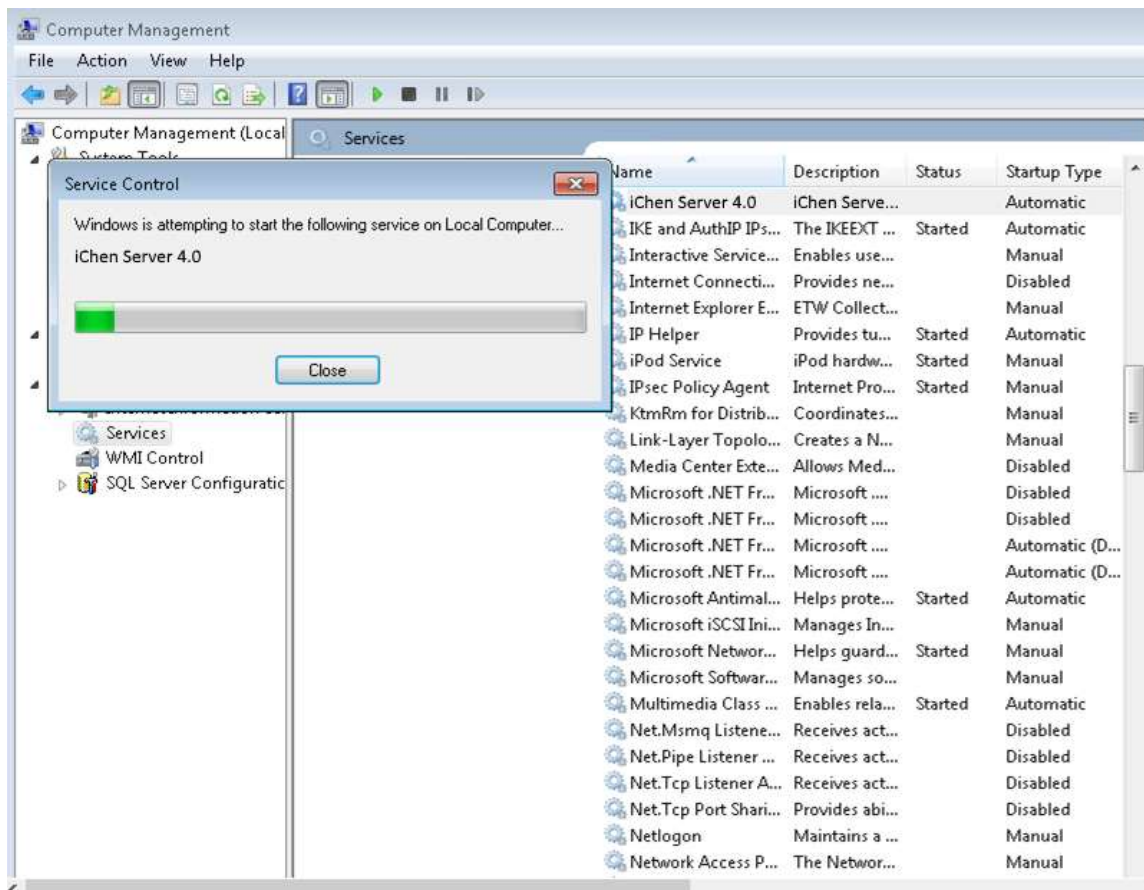 Computer Management
File Action View Help
Computer Management (Local
Services
Service Control
Windows is attempting to start the following service on Local Computer...
iChen Server 4.0
Close
Services
WMI Control
SQL Server Configuratic
Name Description Status Startup Type
iChen Server 4.0 iChen Serve... Automatic
IKE and AuthIP IPs... The IKEEXT ... Started Automatic
Interactive Service... Enables use... Manual
Internet Connecti... Provides ne... Disabled
Internet Explorer E... ETW Collect... Manual
IP Helper Provides tu... Started Automatic
iPod Service iPod hardw... Started Manual
IPsec Policy Agent Internet Pro... Started Manual
KtmRm for Distrib... Coordinates... Manual
Link-Layer Topolo... Creates a N... Manual
Media Center Exte... Allows Med... Disabled
Microsoft .NET Fr... Microsoft .... Disabled
Microsoft .NET Fr... Microsoft .... Disabled
Microsoft .NET Fr... Microsoft .... Automatic (D...
Microsoft .NET Fr... Microsoft .... Automatic (D...
Microsoft Antimal... Helps prote... Started Automatic
Microsoft iSCSI Ini... Manages In... Manual
Microsoft Networ... Helps guard... Started Manual
Microsoft Softwar... Manages so... Manual
Multimedia Class ... Enables rela... Started Automatic
Net.Msmq Listene... Receives act... Disabled
Net.Pipe Listener ... Receives act... Disabled
Net.Tcp Listener A... Receives act... Disabled
Net.Tcp Port Shari... Provides abi... Disabled
Netlogon Maintains a ... Manual
Network Access P... The Networ... Manual